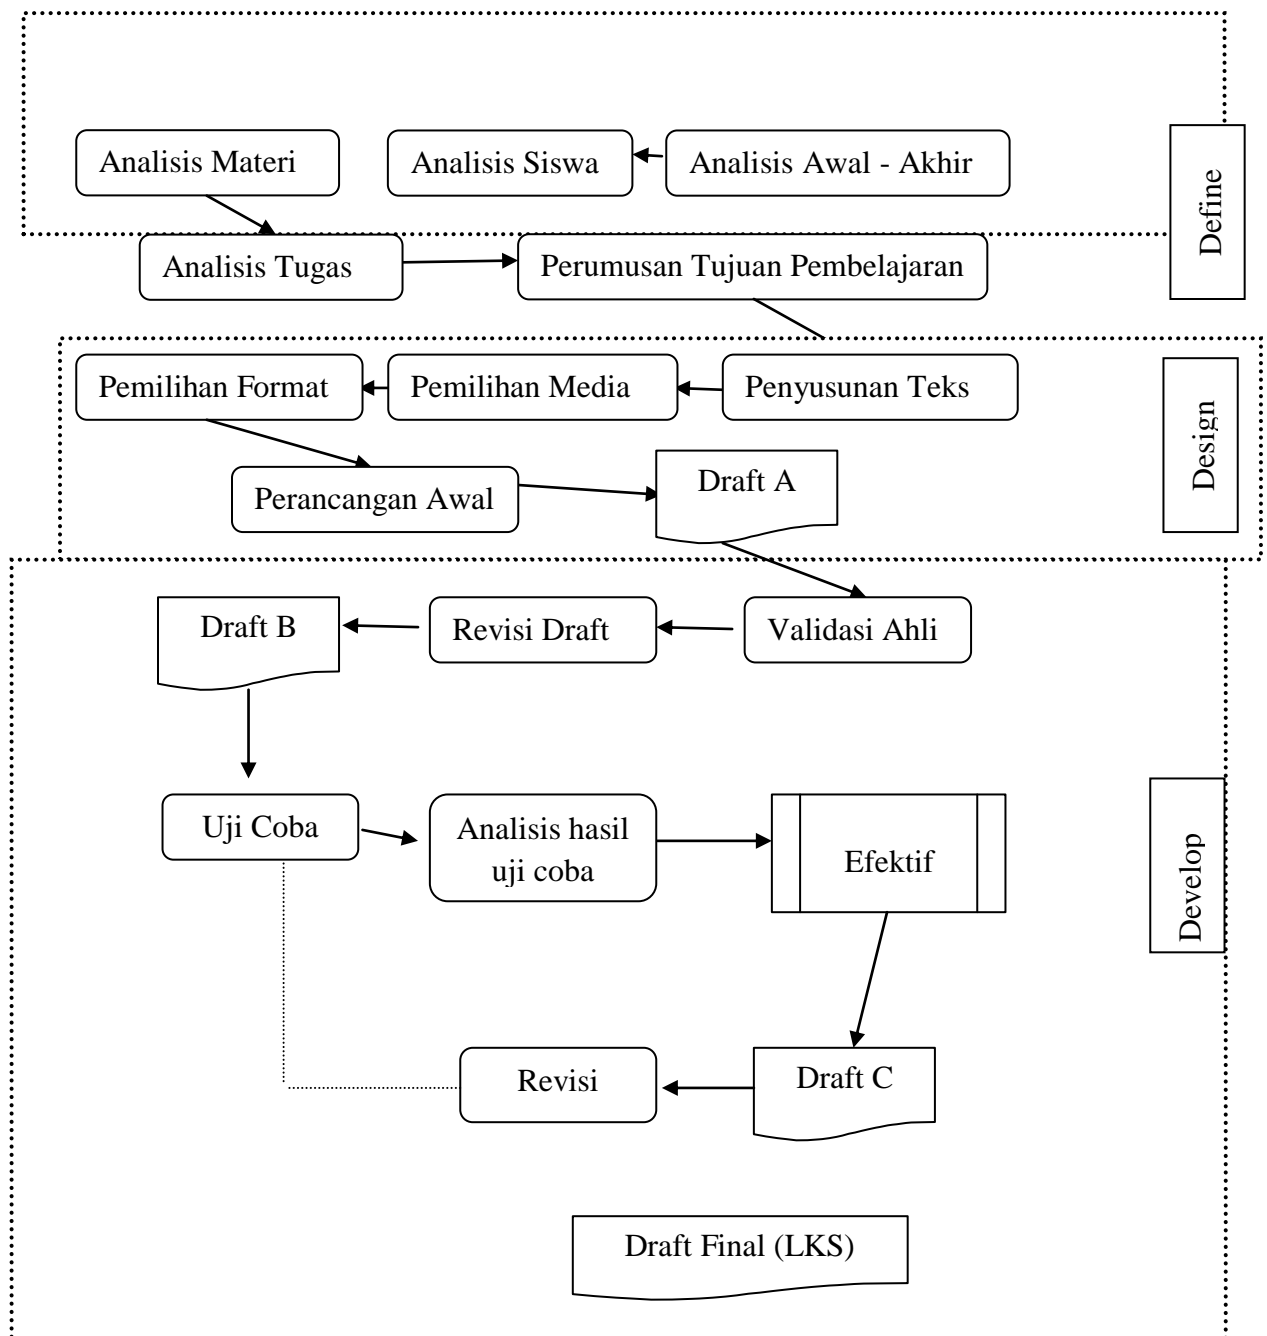 Analisis Materi
Analisis Siswa
Analisis Awal - Akhir
Define
Analisis Tugas
Perumusan Tujuan Pembelajaran
Pemilihan Format
Pemilihan Media
Penyusunan Teks
Design
Perancangan Awal
Draft A
Draft B
Revisi Draft
Validasi Ahli
Uji Coba
Analisis hasil
uji coba
Efektif
Develop
Revisi
Draft C
Draft Final (LKS)